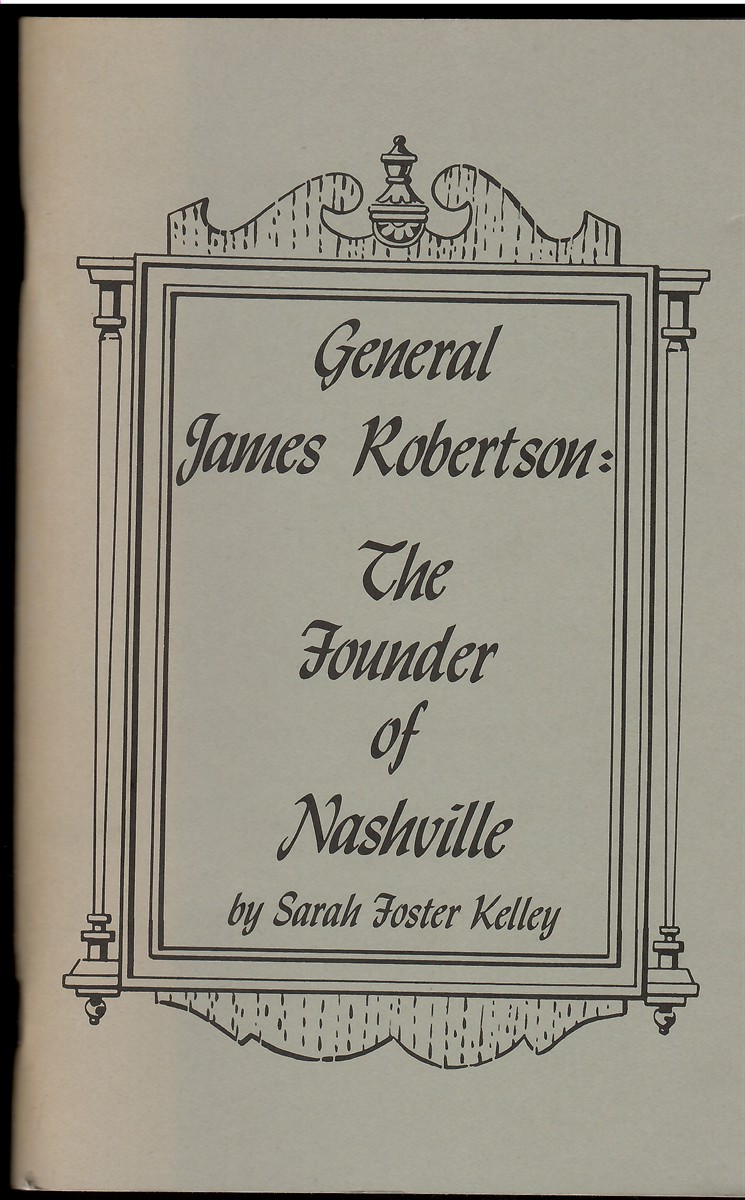 General
James Robertson:
The
Founder
of
Nashville
by Sarah Foster Kelley